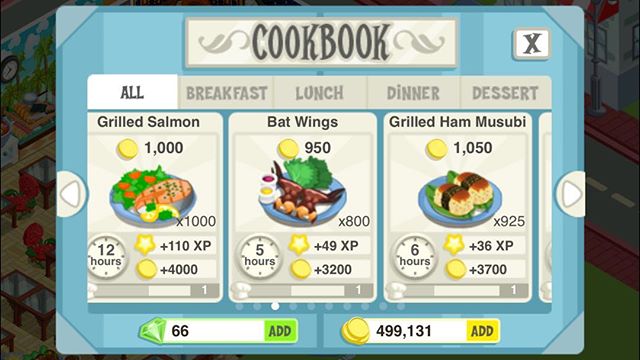 COOKBOOK
X
ALL BREAKFAST LUNCH DINNER DESSERT
Grilled Salmon
1,000
x1000
12 hours
+110 XP
+4000
1
Bat Wings
950
x800
5 hours
+49 XP
+3200
1
Grilled Ham Musubi
1,050
x925
6 hours
+36 XP
+3700
1
66 ADD
499,131 ADD